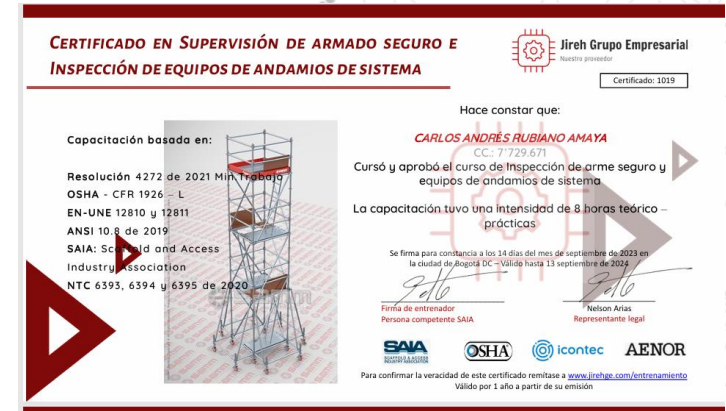 CERTIFICADO EN SUPERVISIÓN DE ARMADO SEGURO E
INSPECCIÓN DE EQUIPOS DE ANDAMIOS DE SISTEMA
Jireh Grupo Empresarial
Nuestro proveedor
Certificado: 1019
Hace constar que:
CARLOS ANDRÉS RUBIANO AMAYA
CC.: 7'729.671
Cursó y aprobó el curso de Inspección de arme seguro y
equipos de andamios de sistema
La capacitación tuvo una intensidad de 8 horas teórico –
prácticas
Capacitación basada en:
Resolución 4272 de 2021 Min Trabajo
OSHA - CFR 1926 – L
EN-UNE 12810 y 12811
ANSI 10.8 de 2019
SAIA: Scaffold and Access
Industry Association
NTC 6393, 6394 y 6395 de 2020
Se firma para constancia a los 14 días del mes de septiembre de 2023 en
la ciudad de Bogotá DC – Válido hasta 13 septiembre de 2024
Firma de entrenador
Persona competente SAIA
Nelson Arias
Representante legal
SAIA
SCAFFOLD & ACCESS
INDUSTRY ASSOCIATION
OSHA
icontec
AENOR
Para confirmar la veracidad de este certificado remítase a www.jirehge.com/entrenamiento
Válido por 1 año a partir de su emisión